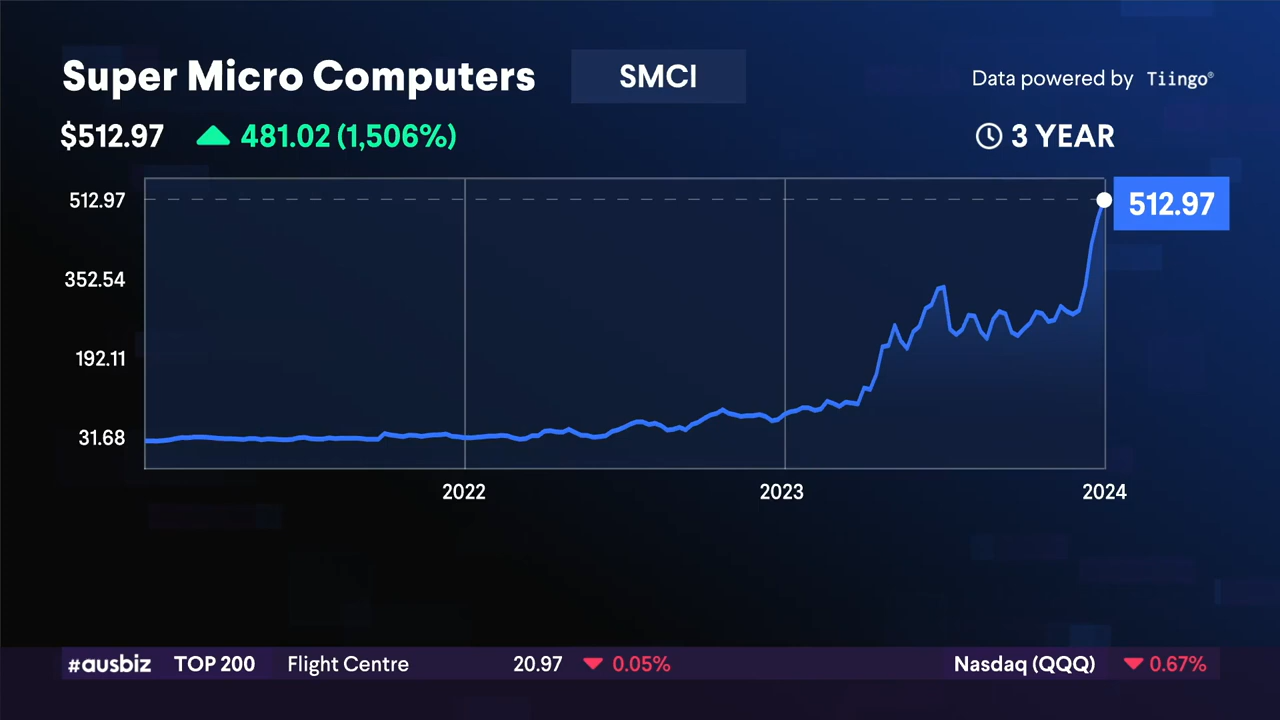 Super Micro Computers SMCI Data powered by Tiingo®
$512.97 481.02 (1,506%) 3 YEAR
512.97 512.97
352.54
192.11
31.68
2022 2023 2024
#ausbiz TOP 200 Flight Centre 20.97 0.05% Nasdaq (QQQ) 0.67%